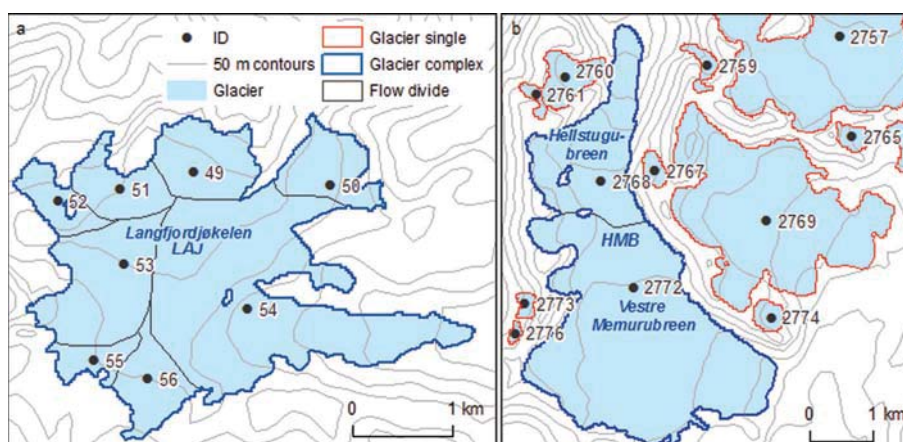 a
ID
50 m contours
Glacier
Glacier single
Glacier complex
Flow divide
49
50
51
52
Langfjordjøkelen
LAJ
53
54
55
56
0 1 km
b
2757
2759
2760
2761
2765
Hellstugu-
breen
2767
2768
2769
HMB
2772
2773
Vestre
Memurubreen
2774
2776
0 1 km